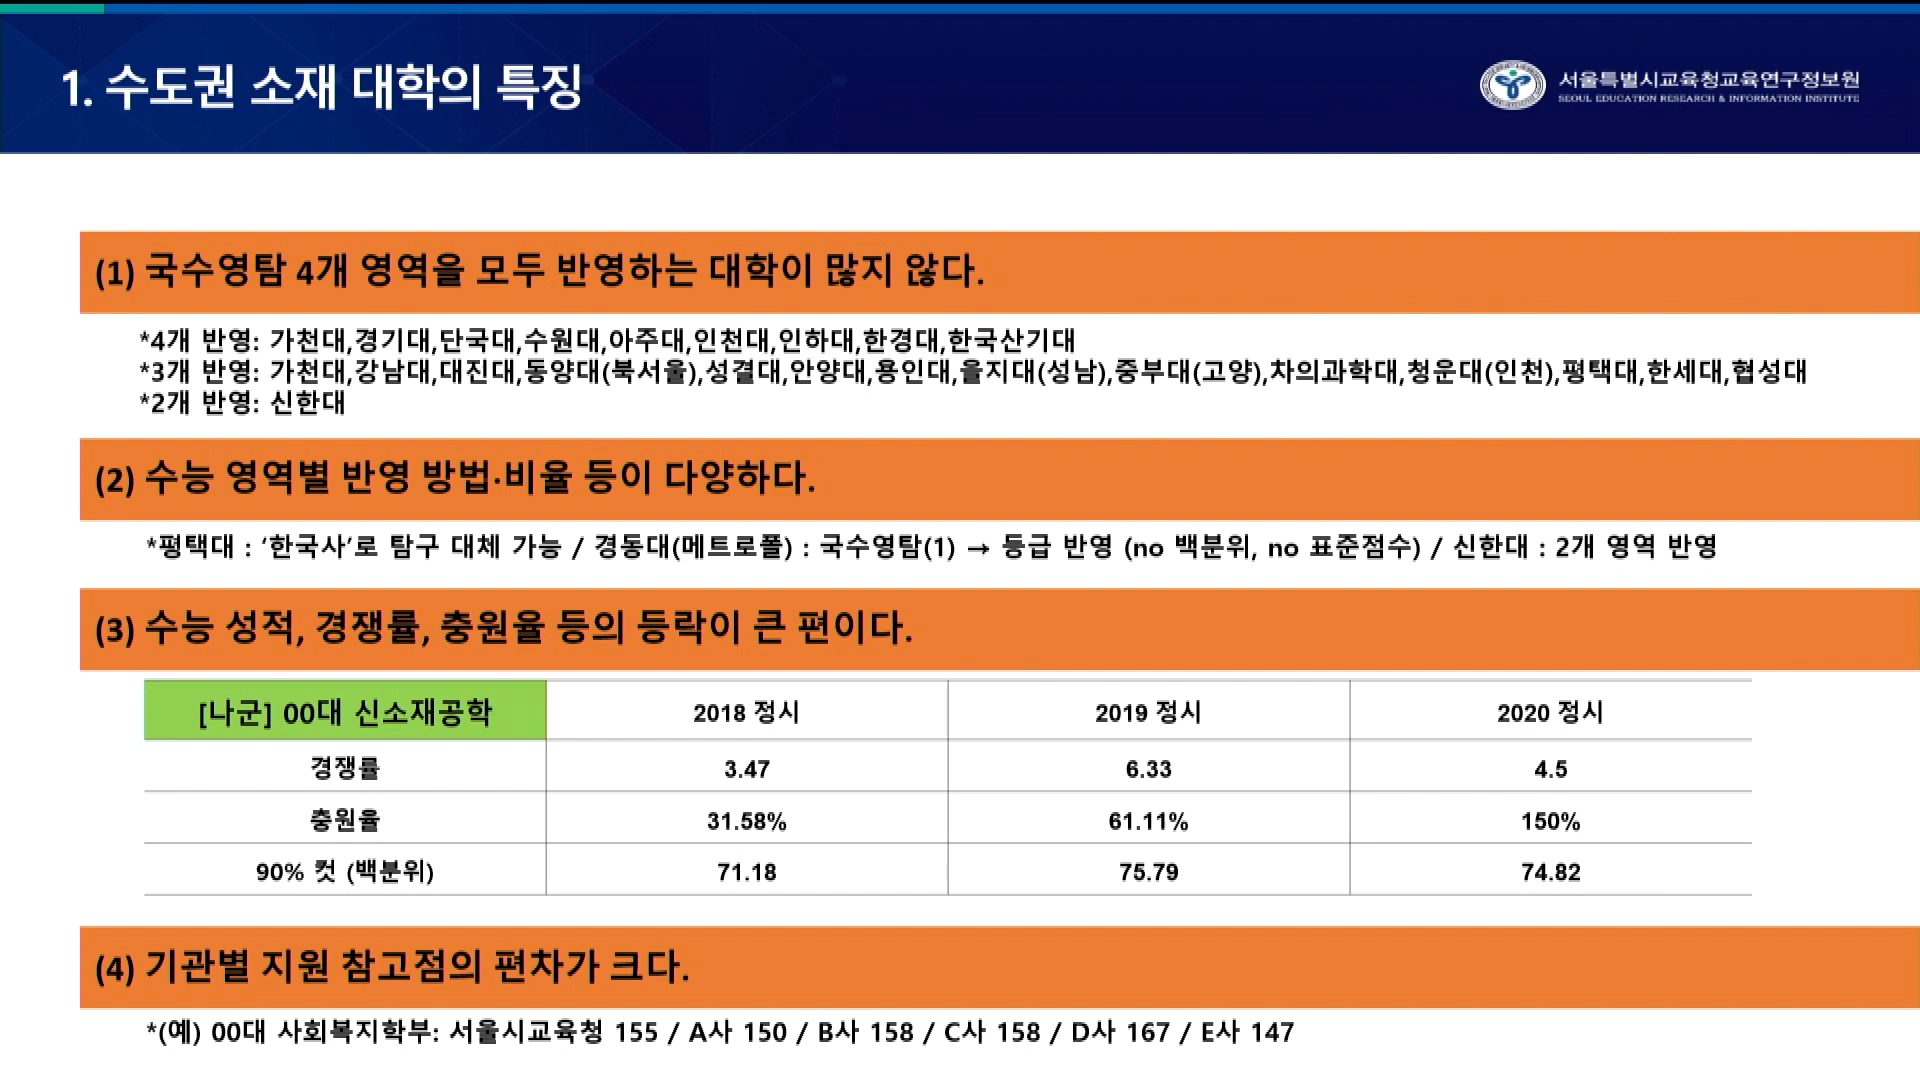 1. 수도권 소재 대학의 특징
서울특별시교육청교육연구정보원
SEOUL EDUCATION RESEARCH & INFORMATION INSTITUTE
(1) 국수영탐 4개 영역을 모두 반영하는 대학이 많지 않다.
*4개 반영: 가천대,경기대,단국대,수원대,아주대,인천대,인하대,한경대,한국산기대
*3개 반영: 가천대,강남대,대진대,동양대(북서울),성결대,안양대,용인대,을지대(성남),중부대(고양),차의과학대,청운대(인천),평택대,한세대,협성대
*2개 반영: 신한대
(2) 수능 영역별 반영 방법·비율 등이 다양하다.
*평택대 : ‘한국사’로 탐구 대체 가능 / 경동대(메트로폴) : 국수영탐(1) → 등급 반영 (no 백분위, no 표준점수) / 신한대 : 2개 영역 반영
(3) 수능 성적, 경쟁률, 충원율 등의 등락이 큰 편이다.
[나군] 00대 신소재공학 2018 정시 2019 정시 2020 정시
경쟁률 3.47 6.33 4.5
충원율 31.58% 61.11% 150%
90% 컷 (백분위) 71.18 75.79 74.82
(4) 기관별 지원 참고점의 편차가 크다.
*(예) 00대 사회복지학부: 서울시교육청 155 / A사 150 / B사 158 / C사 158 / D사 167 / E사 147